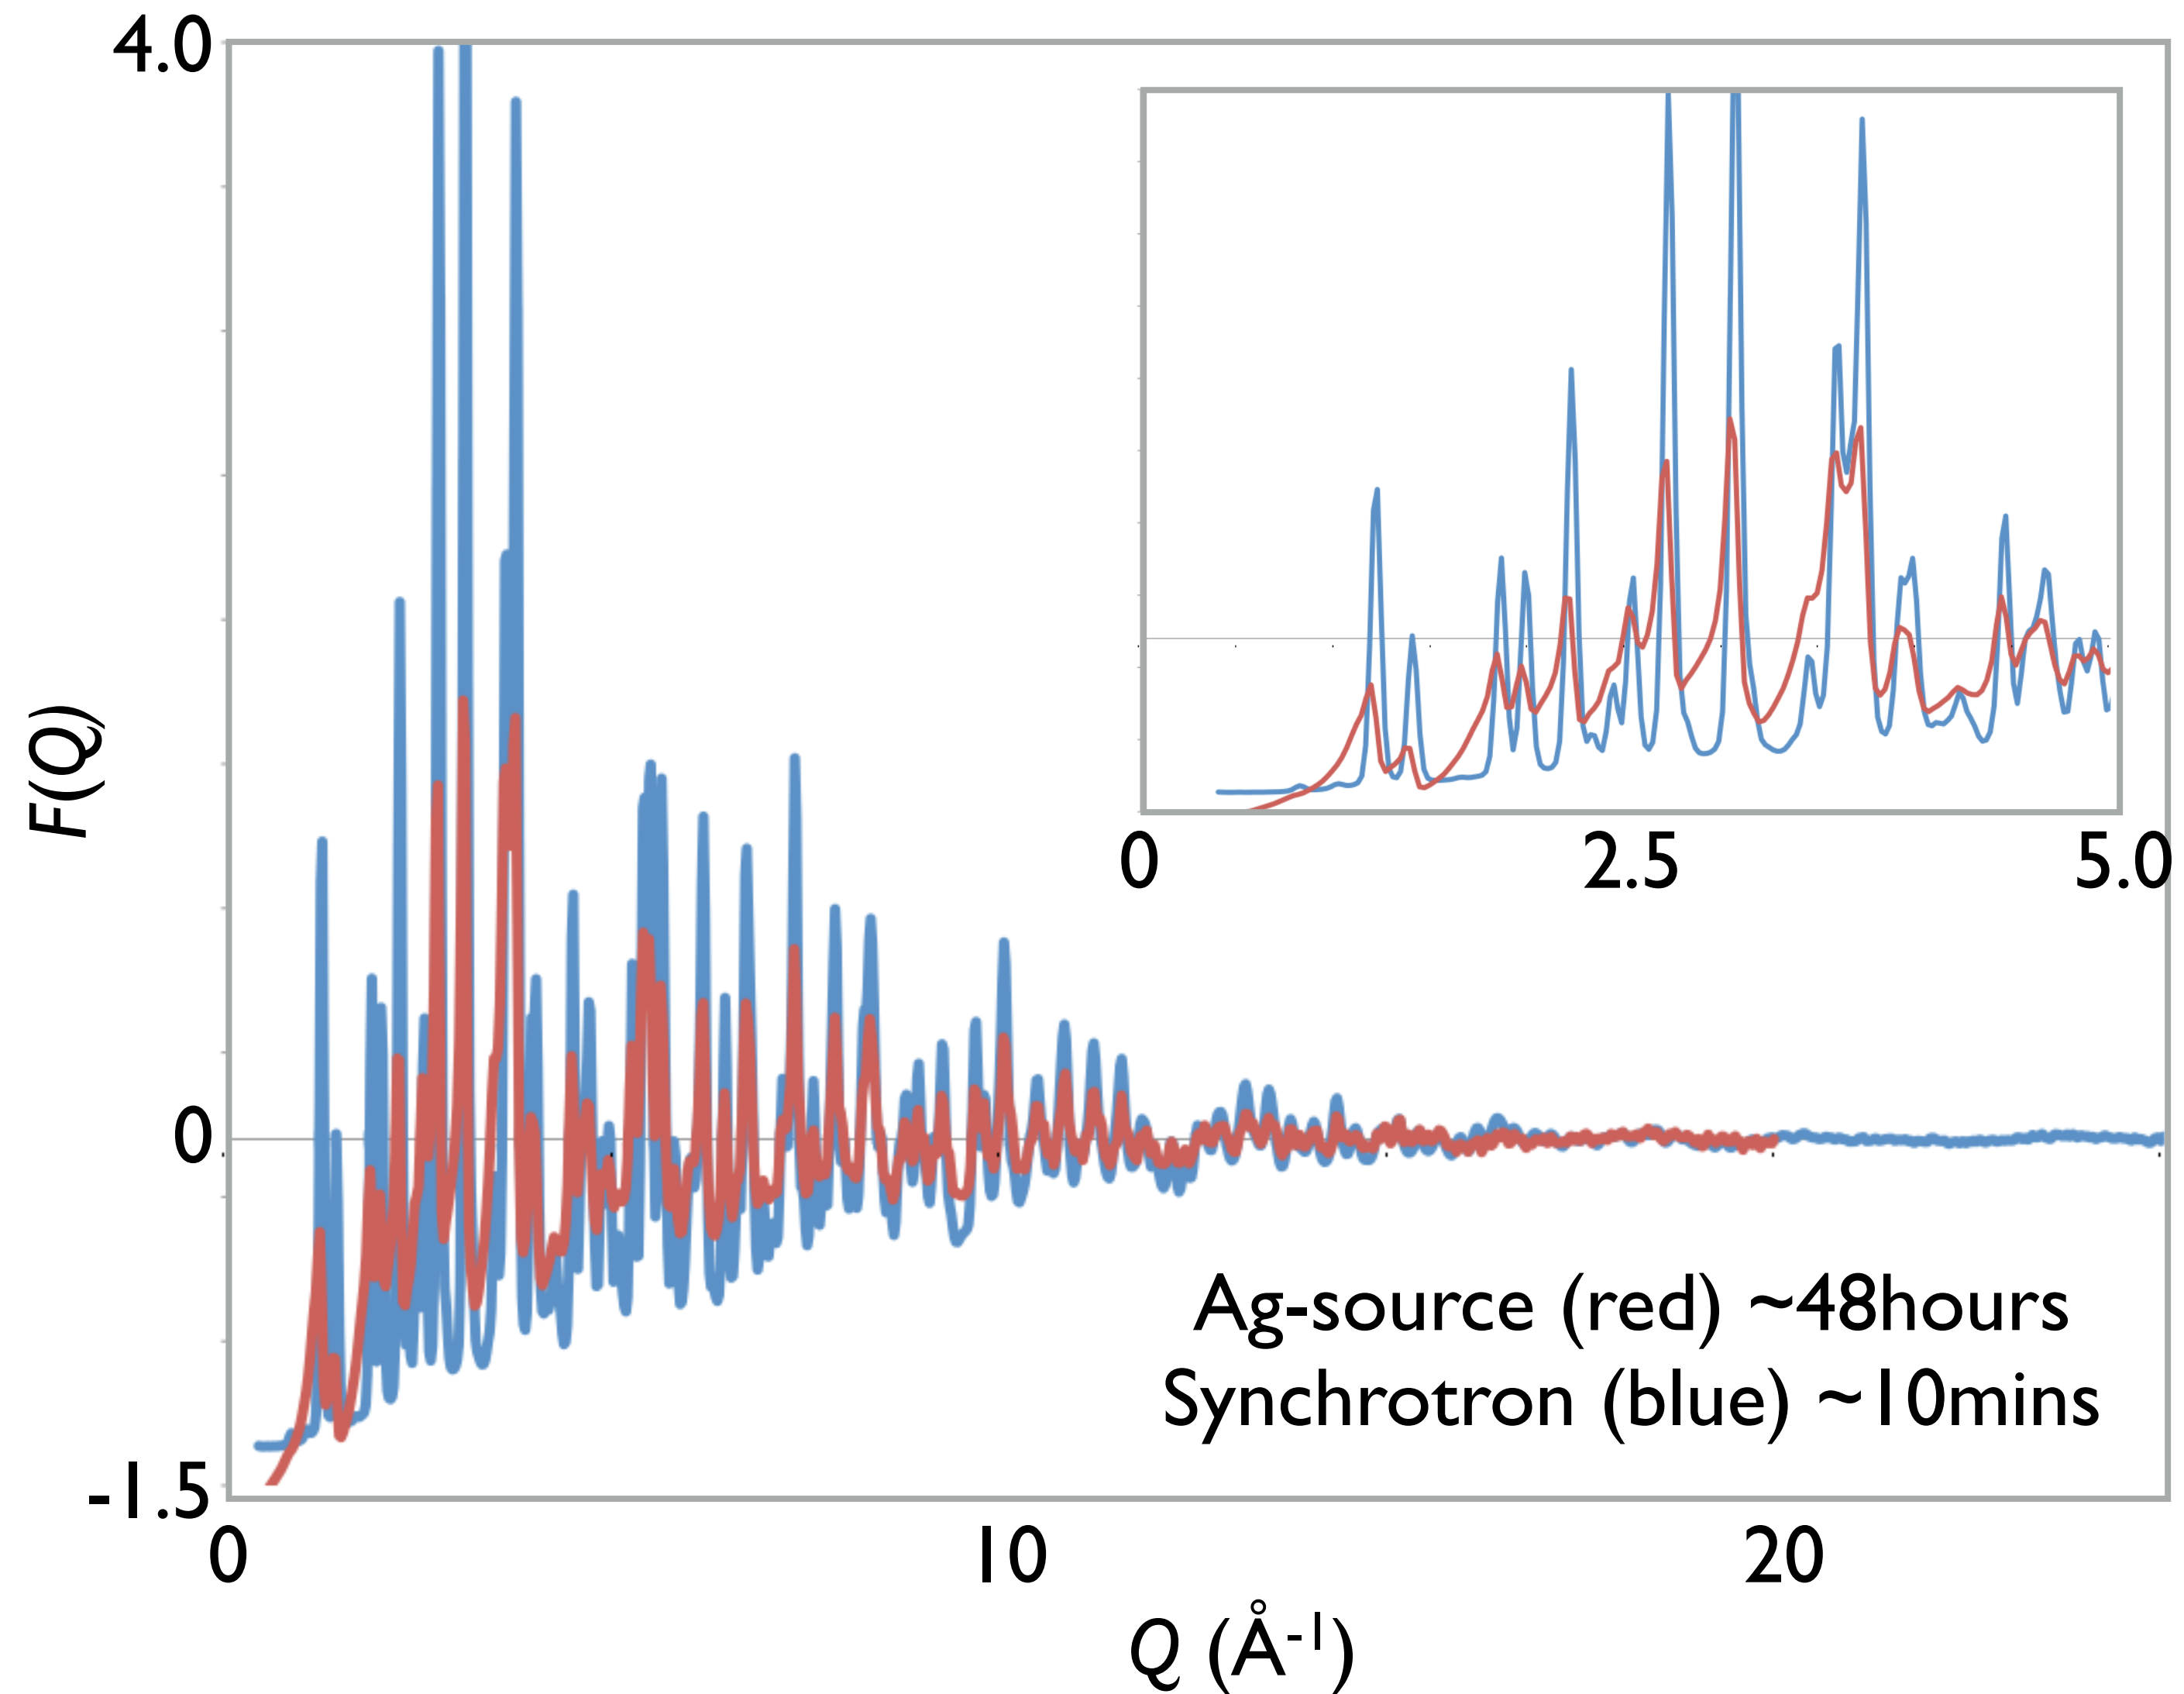 4.0
F(Q)
0
-1.5
0
10
20
Q (Å-1)
0
2.5
5.0
Ag-source (red) ~48hours
Synchrotron (blue) ~10mins